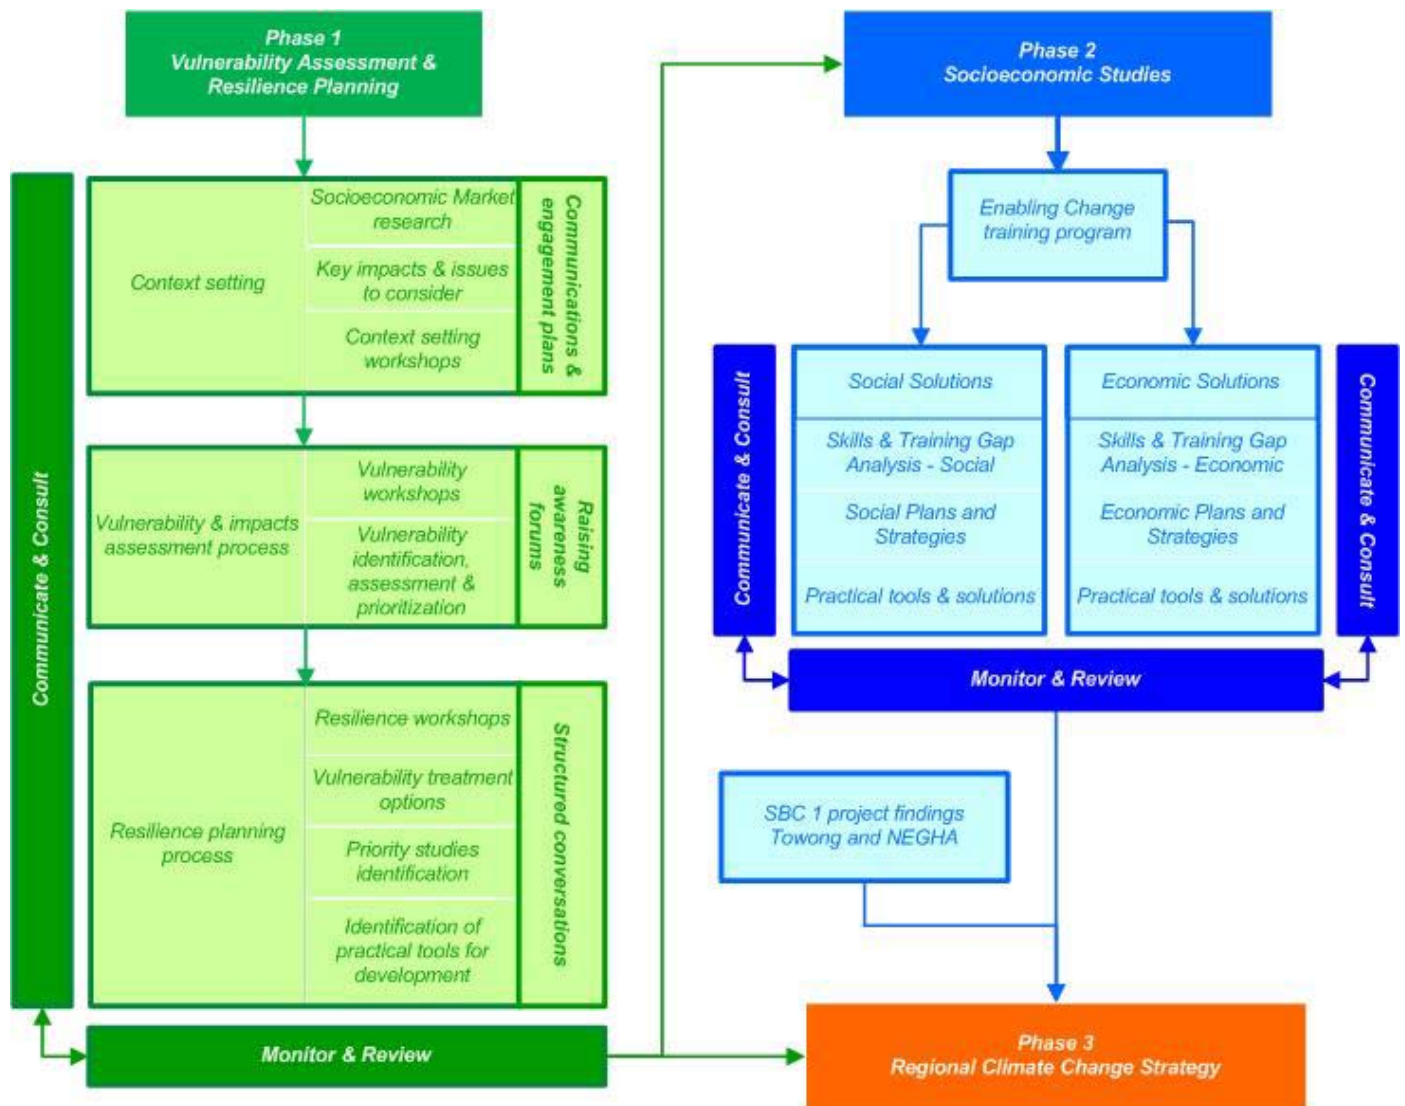 Phase 1
Vulnerability Assessment &
Resilience Planning
Communicate & Consult
Context setting
Socioeconomic Market
research
Key impacts & issues
to consider
Context setting
workshops
Communications &
engagement plans
Vulnerability & impacts
assessment process
Vulnerability
workshops
Vulnerability
identification,
assessment &
prioritization
Raising
awareness
forums
Resilience planning
process
Resilience workshops
Vulnerability treatment
options
Priority studies
identification
Identification of
practical tools for
development
Structured conversations
Monitor & Review
Phase 2
Socioeconomic Studies
Enabling Change
training program
Communicate & Consult
Social Solutions
Skills & Training Gap
Analysis - Social
Social Plans and
Strategies
Practical tools & solutions
Economic Solutions
Skills & Training Gap
Analysis - Economic
Economic Plans and
Strategies
Practical tools & solutions
Communicate & Consult
Monitor & Review
SBC 1 project findings
Towong and NEGHA
Phase 3
Regional Climate Change Strategy